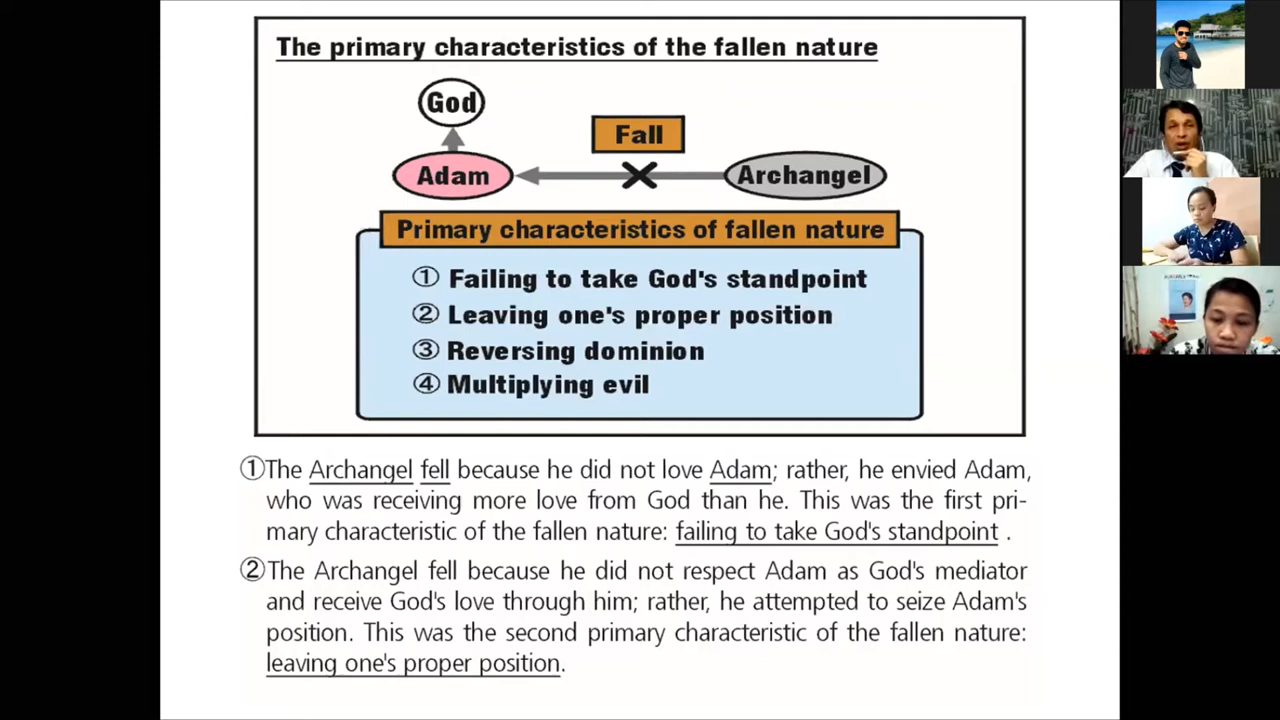 The primary characteristics of the fallen nature
God
Fall
Adam
Archangel
Primary characteristics of fallen nature
① Failing to take God's standpoint
② Leaving one's proper position
③ Reversing dominion
④ Multiplying evil
①The Archangel fell because he did not love Adam; rather, he envied Adam,
who was receiving more love from God than he. This was the first pri-
mary characteristic of the fallen nature: failing to take God's standpoint .
②The Archangel fell because he did not respect Adam as God's mediator
and receive God's love through him; rather, he attempted to seize Adam's
position. This was the second primary characteristic of the fallen nature:
leaving one's proper position.